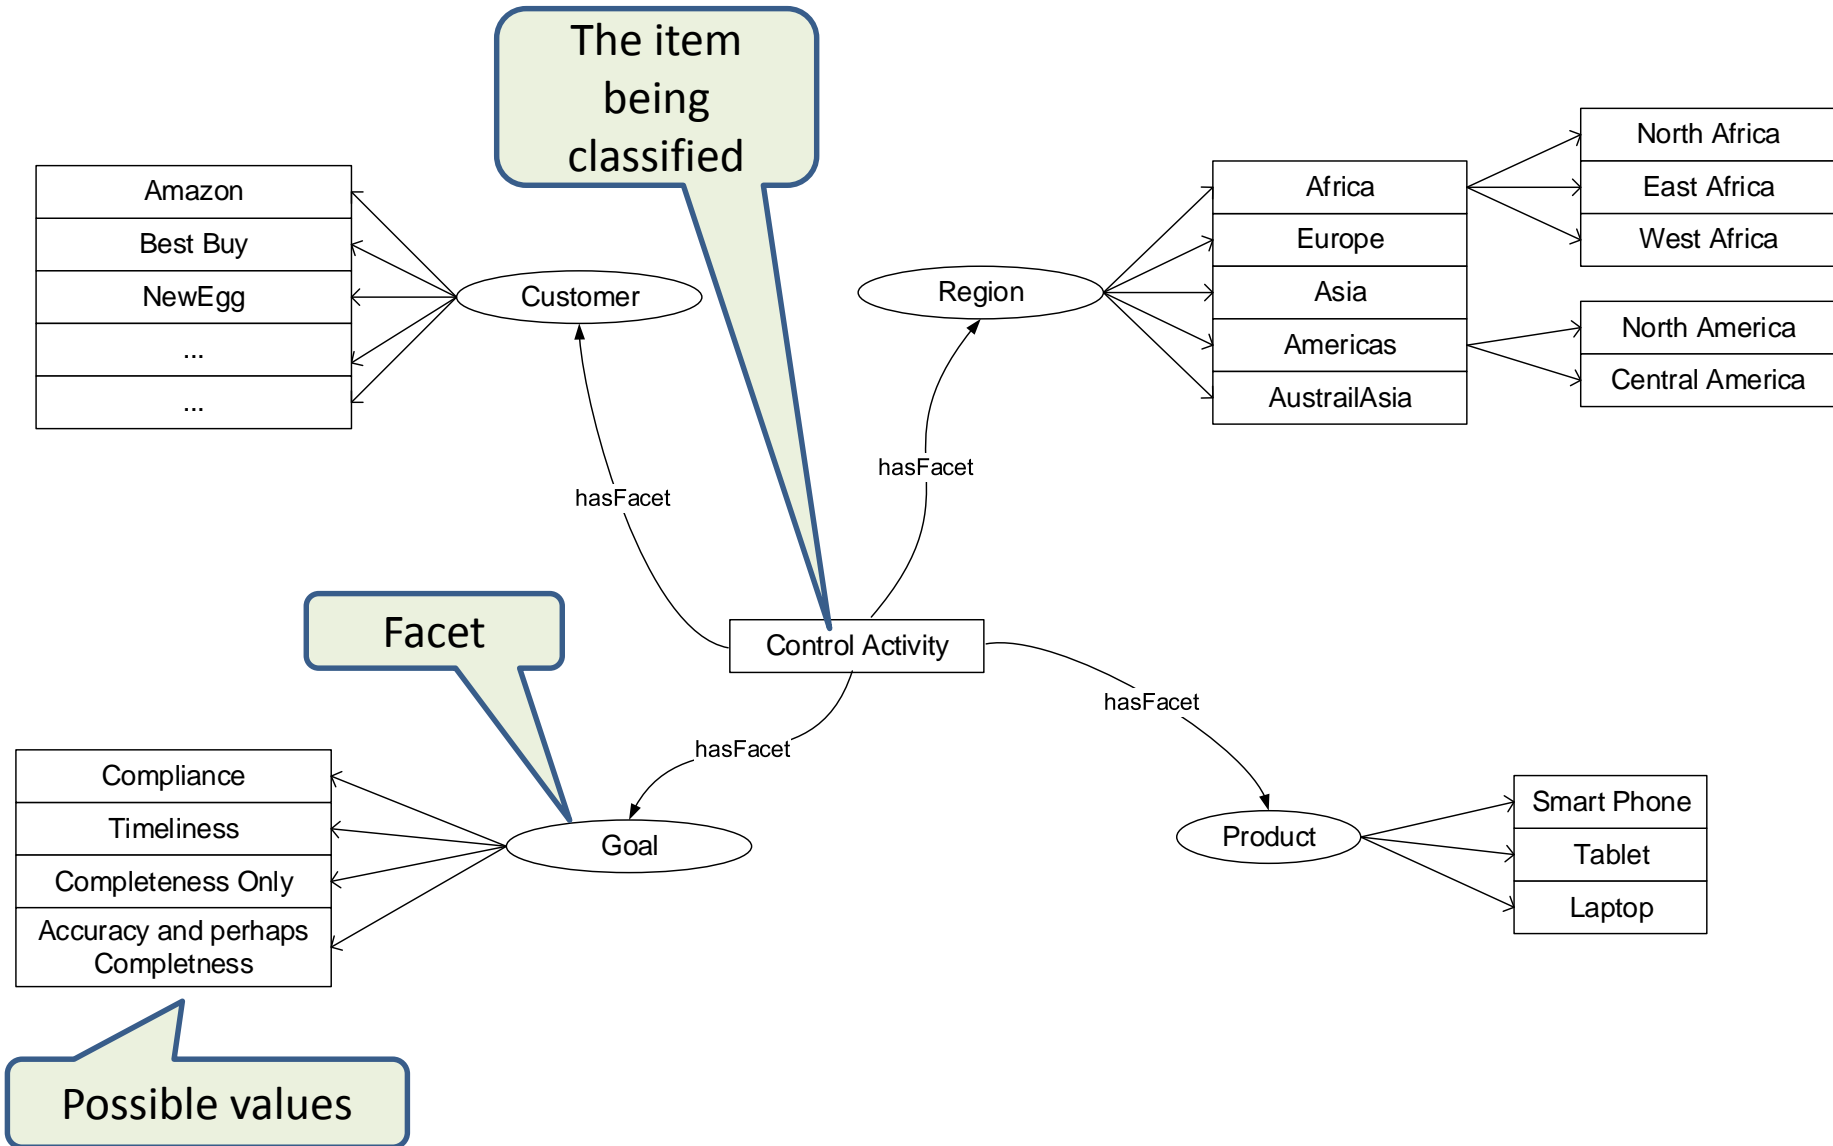 The item
being
classified
Amazon
Best Buy
NewEgg
...
...
Customer
Region
Africa
Europe
Asia
Americas
AustrailAsia
North Africa
East Africa
West Africa
North America
Central America
hasFacet
hasFacet
Facet
Control Activity
hasFacet
hasFacet
Compliance
Timeliness
Completeness Only
Accuracy and perhaps
Completness
Goal
Product
Smart Phone
Tablet
Laptop
Possible values